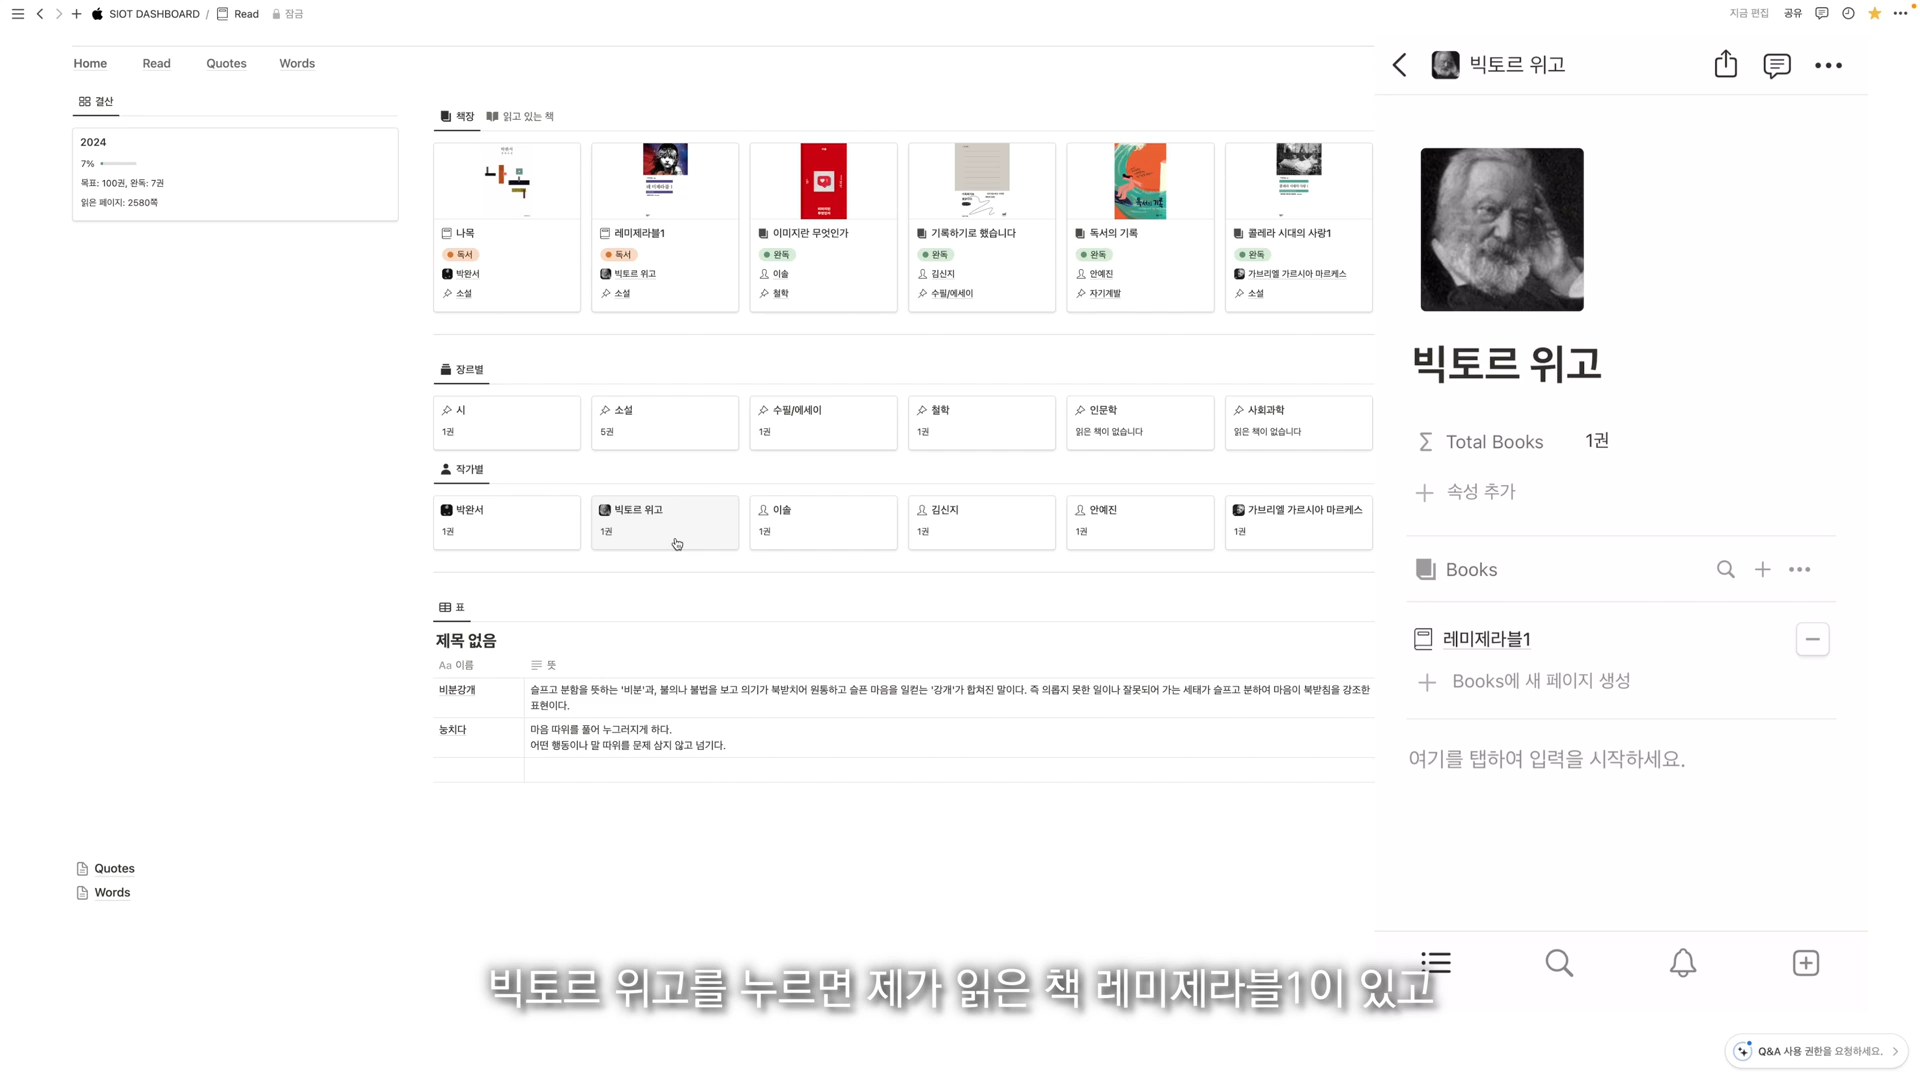 SIOT DASHBOARD / Read 잠금
지금 편집 공유
Home Read Quotes Words
결산
2024
7%
목표: 100권, 완독: 7권
읽은 페이지: 2580쪽
책장 읽고 있는 책
나목
독서
박완서
소설
레미제라블1
독서
빅토르 위고
소설
이미지란 무엇인가
완독
이솔
철학
기록하기로 했습니다
완독
김신지
수필/에세이
독서의 기록
완독
안예진
자기계발
콜레라 시대의 사랑1
완독
가브리엘 가르시아 마르케스
소설
장르별
시
1권
소설
5권
수필/에세이
1권
철학
1권
인문학
읽은 책이 없습니다
사회과학
읽은 책이 없습니다
작가별
박완서
1권
빅토르 위고
1권
이솔
1권
김신지
1권
안예진
1권
가브리엘 가르시아 마르케스
1권
표
제목 없음
Aa 이름 뜻
비분강개
슬프고 분함을 뜻하는 '비분'과, 불의나 불법을 보고 의기가 북받치어 원통하고 슬픈 마음을 일컫는 '강개'가 합쳐진 말이다. 즉 의롭지 못한 일이나 잘못되어 가는 세태가 슬프고 분하여 마음이 북받침을 강조한
표현이다.
눙치다
마음 따위를 풀어 누그러지게 하다.
어떤 행동이나 말 따위를 문제 삼지 않고 넘기다.
Quotes
Words
빅토르 위고
빅토르 위고
Total Books 1권
속성 추가
Books
레미제라블1
Books에 새 페이지 생성
여기를 탭하여 입력을 시작하세요.
빅토르 위고를 누르면 제가 읽은 책 레미제라블1이 있고
Q&A 사용 권한을 요청하세요.